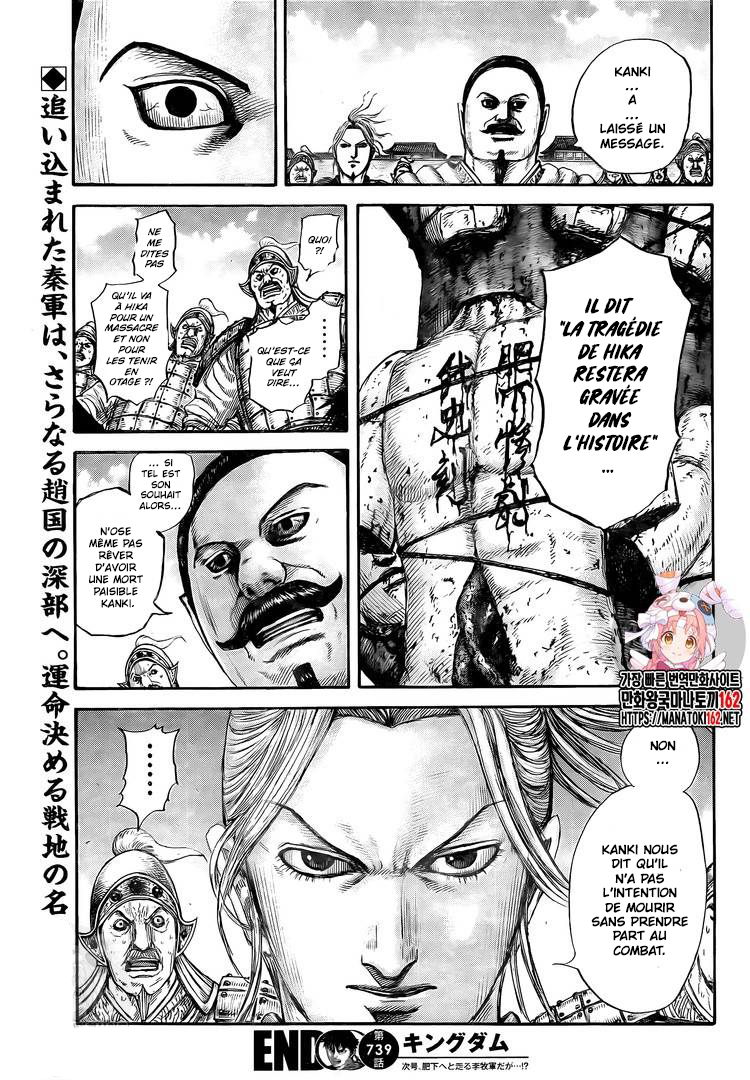 KANKI
...
A
...
LAISSÉ UN
MESSAGE.
IL DIT
"LA TRAGÉDIE
DE HIKA
RESTERA
GRAVÉE
DANS
L'HISTOIRE"
...
QUOI
?!
NE ME
DITES PAS
QU'IL VA
À HIKA
POUR UN
MASSACRE
ET NON
POUR
LES TENIR
EN
OTAGE ?!
QU'EST-CE
QUE ÇA
VEUT
DIRE...
... SI
TEL EST
SON
SOUHAIT
ALORS...
N'OSE
MÊME PAS
RÊVER
D'AVOIR
UNE MORT
PAISIBLE
KANKI.
NON
...
KANKI NOUS
DIT QU'IL
N'A PAS
L'INTENTION
DE MOURIR
SANS PRENDRE
PART AU
COMBAT.
◆追い込まれた秦軍は、さらなる趙国の深部へ。運命決める戦地の名
가장 빠른 번역만화사이트
만화왕국마나토끼162
HTTPS://MANATOKI162.NET
END 第739話 キングダム
次号、肥下へと走る李牧軍だが…!?